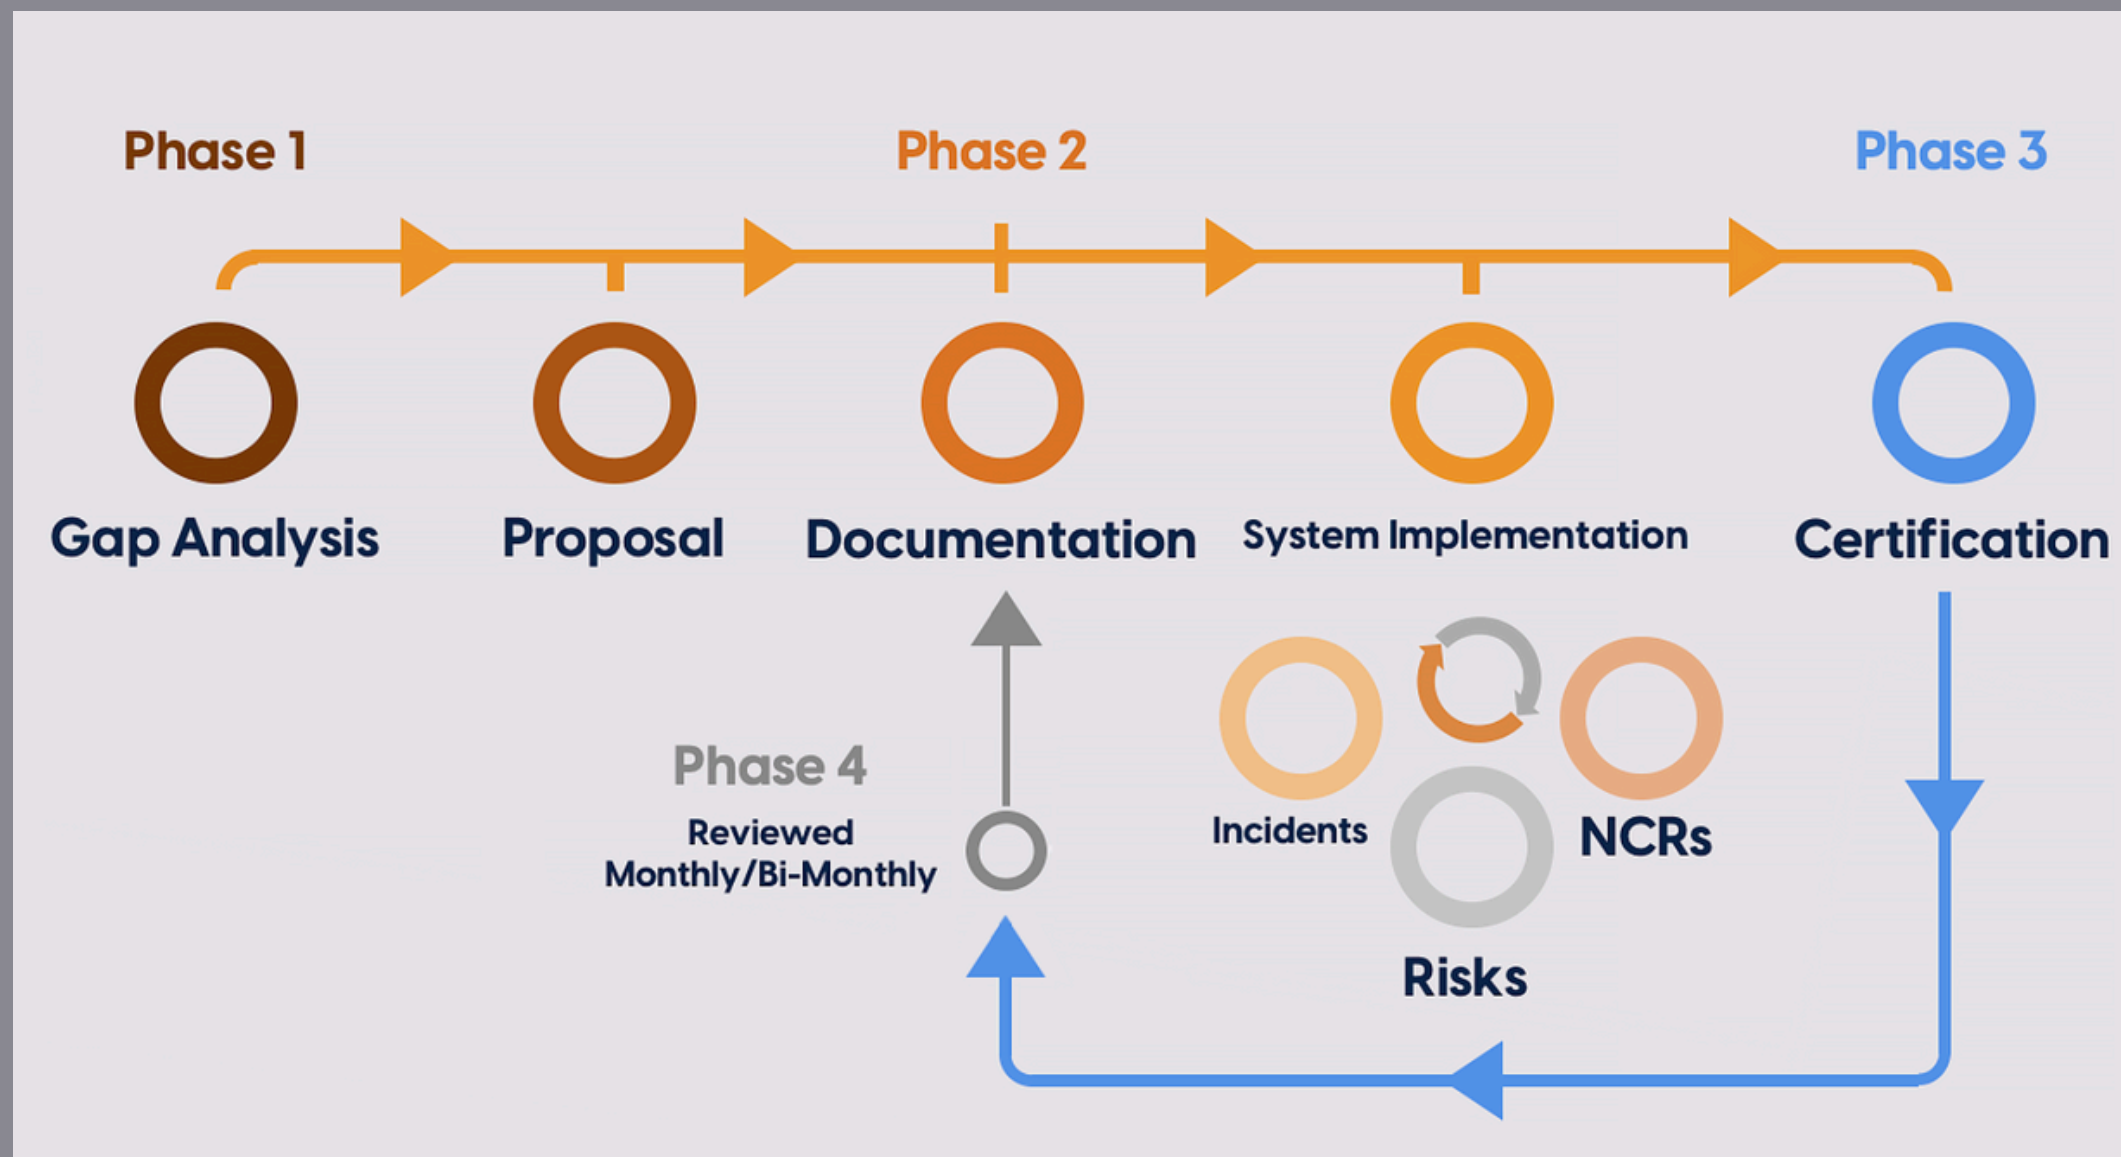 Phase 1
Phase 2
Phase 3
Gap Analysis
Proposal
Documentation
System Implementation
Certification
Phase 4
Reviewed
Monthly/Bi-Monthly
Incidents
NCRs
Risks